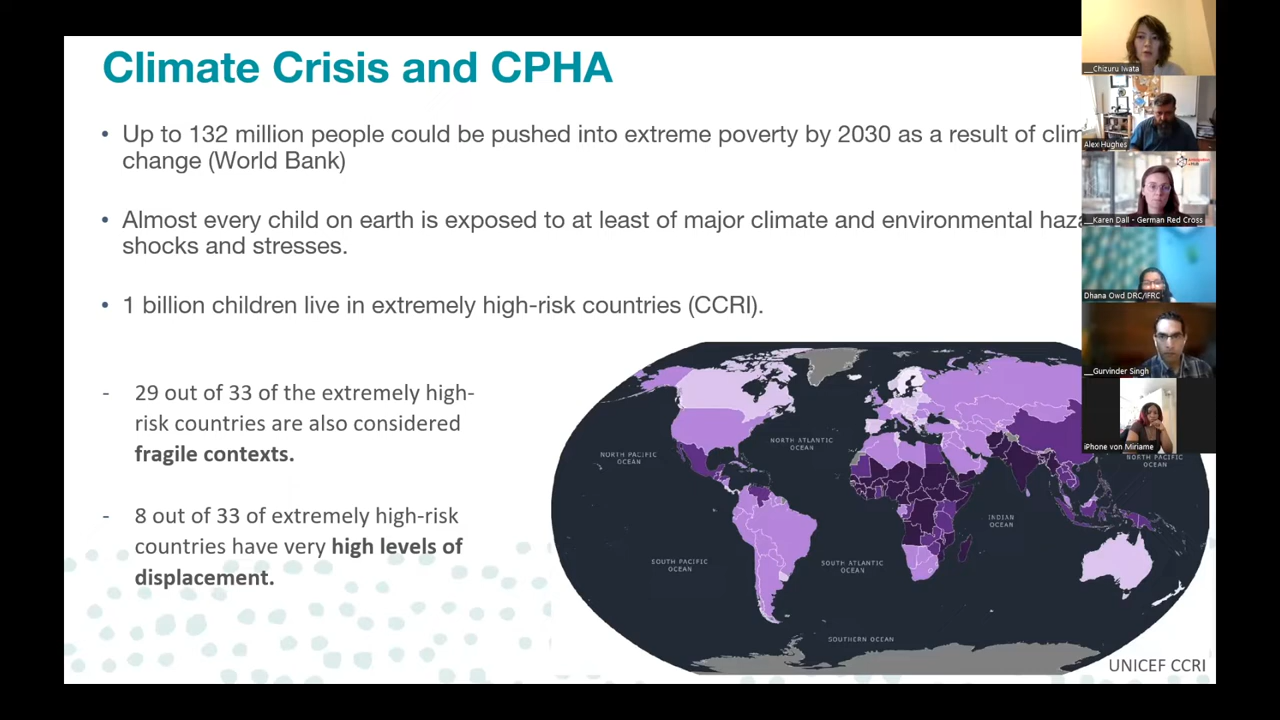 Climate Crisis and CPHA
• Up to 132 million people could be pushed into extreme poverty by 2030 as a result of clim
change (World Bank)
• Almost every child on earth is exposed to at least of major climate and environmental haza
shocks and stresses.
• 1 billion children live in extremely high-risk countries (CCRI).
- 29 out of 33 of the extremely high-
risk countries are also considered
fragile contexts.
- 8 out of 33 of extremely high-risk
countries have very high levels of
displacement.
NORTH PACIFIC
OCEAN
NORTH ATLANTIC
OCEAN
SOUTH PACIFIC
OCEAN
SOUTH ATLANTIC
OCEAN
INDIAN
OCEAN
NORTH PACIFIC
OCEAN
SOUTHERN OCEAN
UNICEF CCRI
__Chizuru Iwata
Alex Hughes
__Karen Dall - German Red Cross
Dhana Owd DRC/IFRC
__Gurvinder Singh
iPhone von Miriame